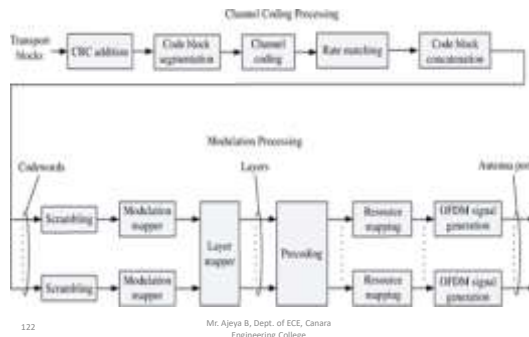 Channel Coding Processing
Transport
blocks
CRC addition
Code block
segmentation
Channel
coding
Rate matching
Code block
concatenation
Modulation Processing
Codewords
Layers
Antenna port
Scrambling
Modulation
mapper
Layer
mapper
Precoding
Resource
mapping
OFDM signal
generation
Scrambling
Modulation
mapper
Resource
mapping
OFDM signal
generation
122
Mr. Ajeya B, Dept. of ECE, Canara
Engineering College